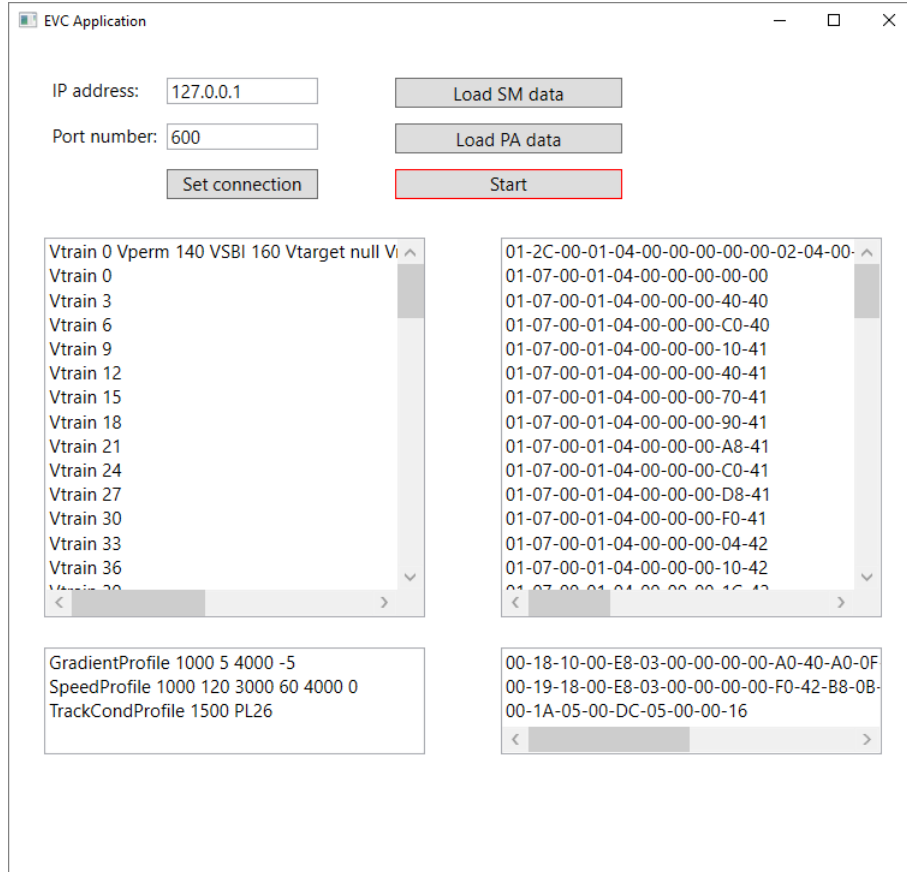 EVC Application
IP address: 127.0.0.1 Load SM data
Port number: 600 Load PA data
Set connection Start
Vtrain 0 Vperm 140 VSBI 160 Vtarget null
Vtrain 0
Vtrain 3
Vtrain 6
Vtrain 9
Vtrain 12
Vtrain 15
Vtrain 18
Vtrain 21
Vtrain 24
Vtrain 27
Vtrain 30
Vtrain 33
Vtrain 36
01-2C-00-01-04-00-00-00-00-00-02-04-00-
01-07-00-01-04-00-00-00-00-00
01-07-00-01-04-00-00-00-40-40
01-07-00-01-04-00-00-00-C0-40
01-07-00-01-04-00-00-00-10-41
01-07-00-01-04-00-00-00-40-41
01-07-00-01-04-00-00-00-70-41
01-07-00-01-04-00-00-00-90-41
01-07-00-01-04-00-00-00-A8-41
01-07-00-01-04-00-00-00-C0-41
01-07-00-01-04-00-00-00-D8-41
01-07-00-01-04-00-00-00-F0-41
01-07-00-01-04-00-00-00-04-42
01-07-00-01-04-00-00-00-10-42
GradientProfile 1000 5 4000 -5
SpeedProfile 1000 120 3000 60 4000 0
TrackCondProfile 1500 PL26
00-18-10-00-E8-03-00-00-00-00-A0-40-A0-0F
00-19-18-00-E8-03-00-00-00-00-F0-42-B8-0B-
00-1A-05-00-DC-05-00-00-16